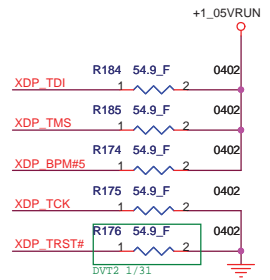 +1_05VRUN
R184 54.9_F 0402
XDP_TDI 1 2
R185 54.9_F 0402
XDP_TMS 1 2
R174 54.9_F 0402
XDP_BPM#5 1 2
R175 54.9_F 0402
XDP_TCK 1 2
R176 54.9_F 0402
XDP_TRST# 1 2
DVT2 1/31